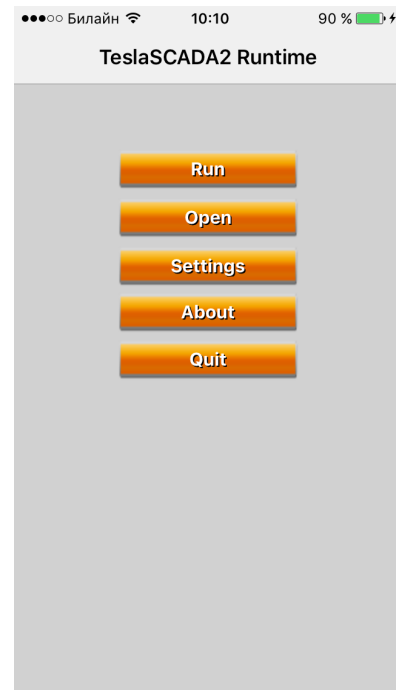 ●●●○○ Билайн 10:10 90 %
TeslaSCADA2 Runtime
Run
Open
Settings
About
Quit